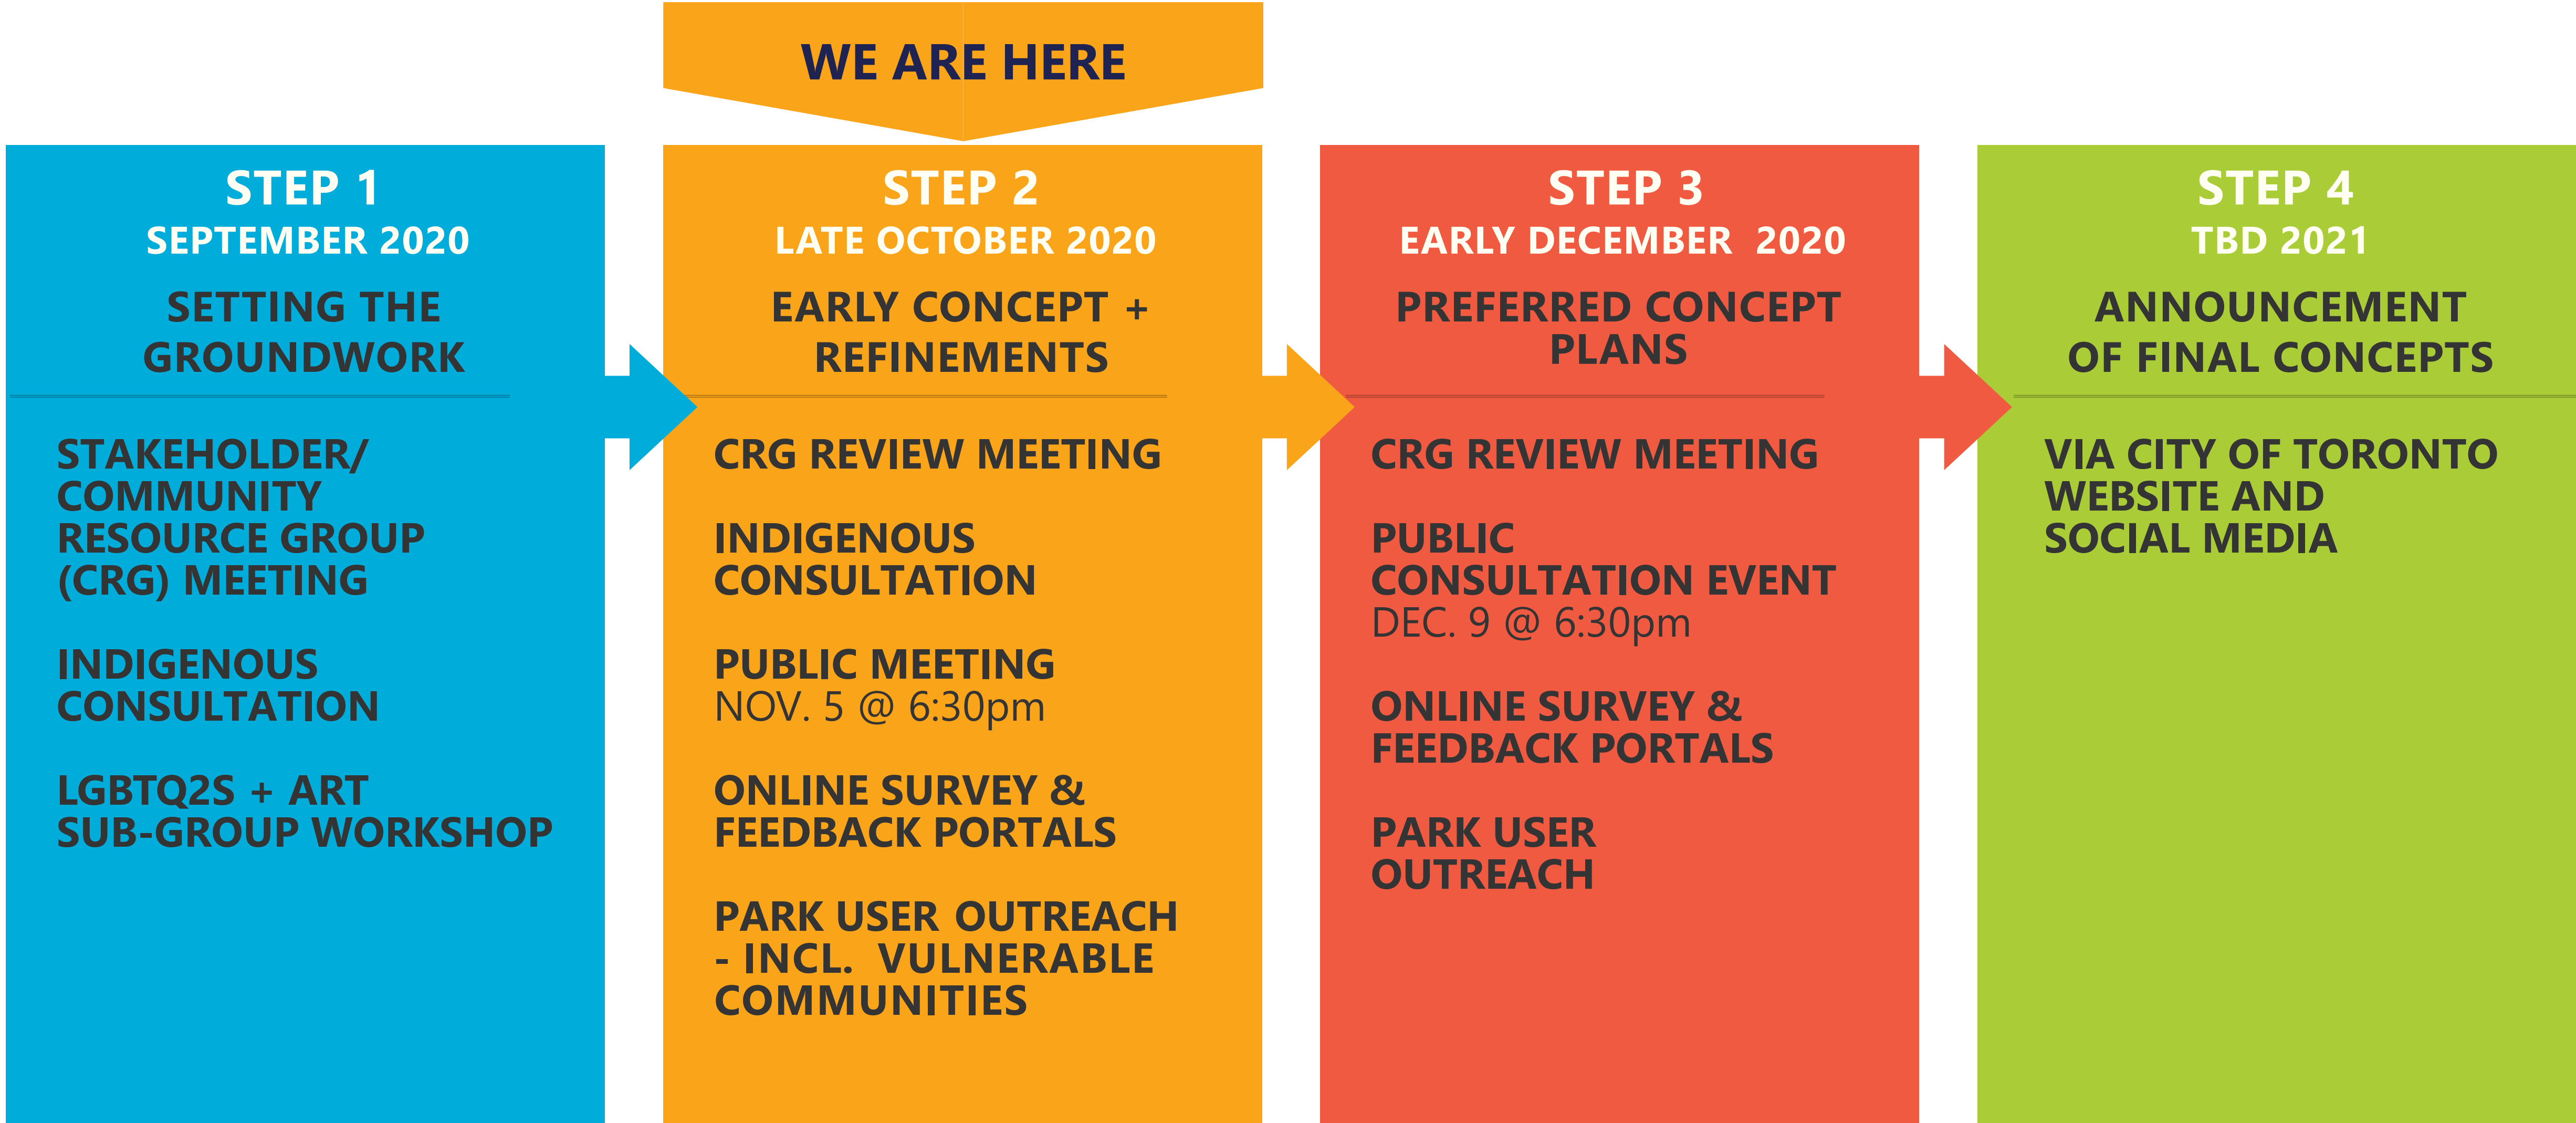 WE ARE HERE
STEP 1
SEPTEMBER 2020
SETTING THE
GROUNDWORK
STAKEHOLDER/
COMMUNITY
RESOURCE GROUP
(CRG) MEETING
INDIGENOUS
CONSULTATION
LGBTQ2S + ART
SUB-GROUP WORKSHOP
STEP 2
LATE OCTOBER 2020
EARLY CONCEPT +
REFINEMENTS
CRG REVIEW MEETING
INDIGENOUS
CONSULTATION
PUBLIC MEETING
NOV. 5 @ 6:30pm
ONLINE SURVEY &
FEEDBACK PORTALS
PARK USER OUTREACH
- INCL. VULNERABLE
COMMUNITIES
STEP 3
EARLY DECEMBER 2020
PREFERRED CONCEPT
PLANS
CRG REVIEW MEETING
PUBLIC
CONSULTATION EVENT
DEC. 9 @ 6:30pm
ONLINE SURVEY &
FEEDBACK PORTALS
PARK USER
OUTREACH
STEP 4
TBD 2021
ANNOUNCEMENT
OF FINAL CONCEPTS
VIA CITY OF TORONTO
WEBSITE AND
SOCIAL MEDIA